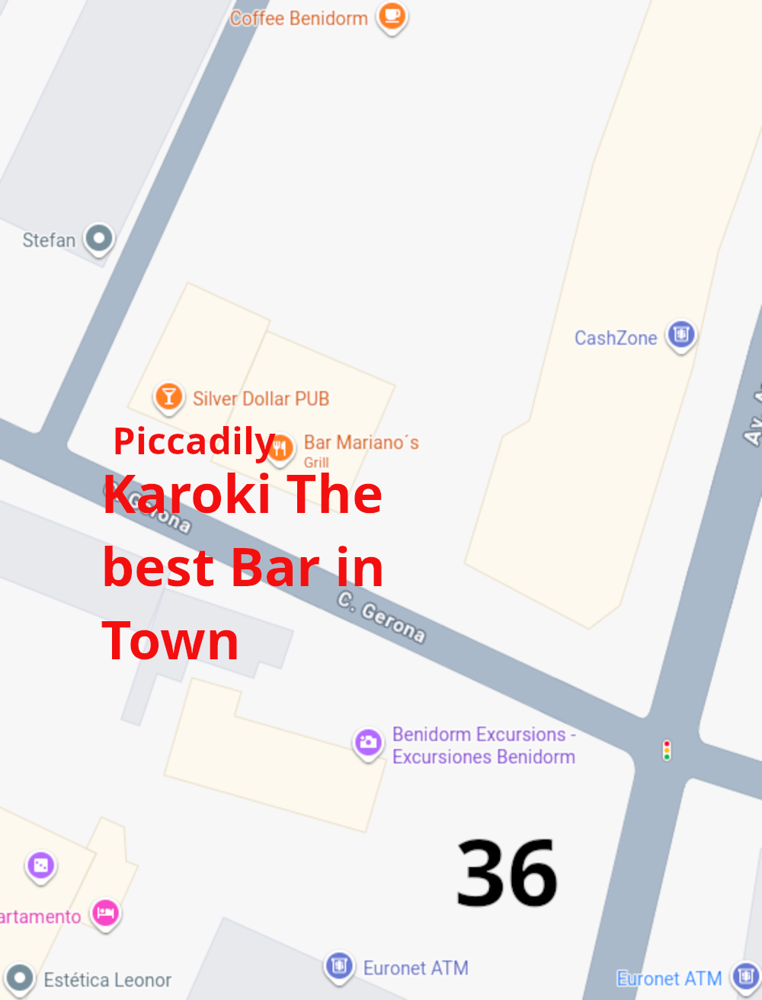 Coffee Benidorm
Stefan
CashZone
Silver Dollar PUB
Piccadily
Bar Mariano´s
Grill
Karoki The
best Bar in
Town
Gerona
C. Gerona
Benidorm Excursions -
Excursiones Benidorm
36
artamento
Euronet ATM
Euronet ATM
Estética Leonor